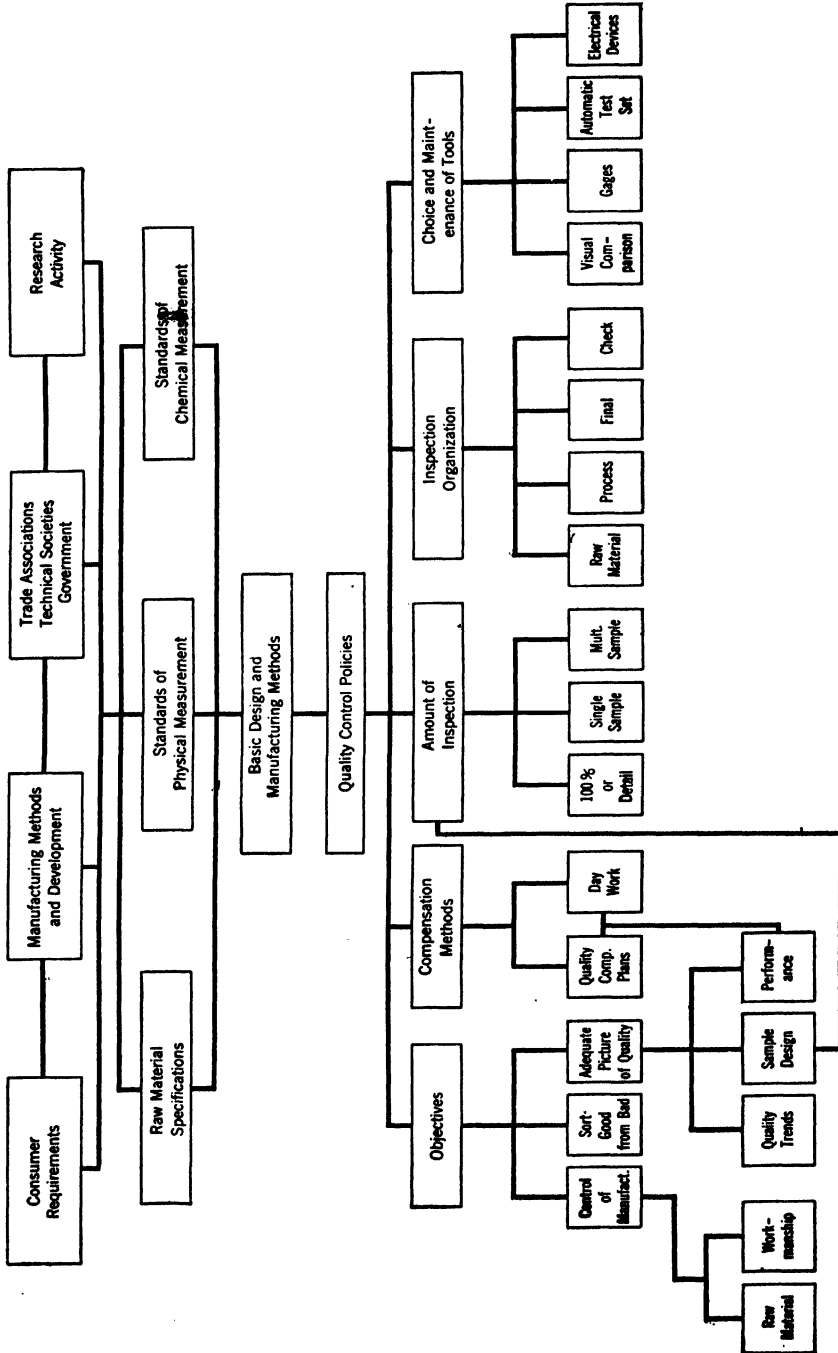 Consumer
Requirements
Manufacturing Methods
and Development
Trade Associations
Technical Societies
Government
Research
Activity
Raw Material
Specifications
Standards of
Physical Measurement
Standards of
Chemical Measurement
Basic Design and
Manufacturing Methods
Quality Control Policies
Objectives
Compensation
Methods
Amount of
Inspection
Inspection
Organization
Choice and Maint-
enance of Tools
Control
of
Manufact.
Sort-
Good
from Bad
Adequate
Picture
of Quality
Quality
Comp.
Plans
Day
Work
100%
or
Detail
Single
Sample
Mult.
Sample
Raw
Material
Process
Final
Check
Visual
Com-
parison
Gages
Automatic
Test
Set
Electrical
Devices
Raw
Material
Work-
manship
Quality
Trends
Sample
Design
Perform-
ance